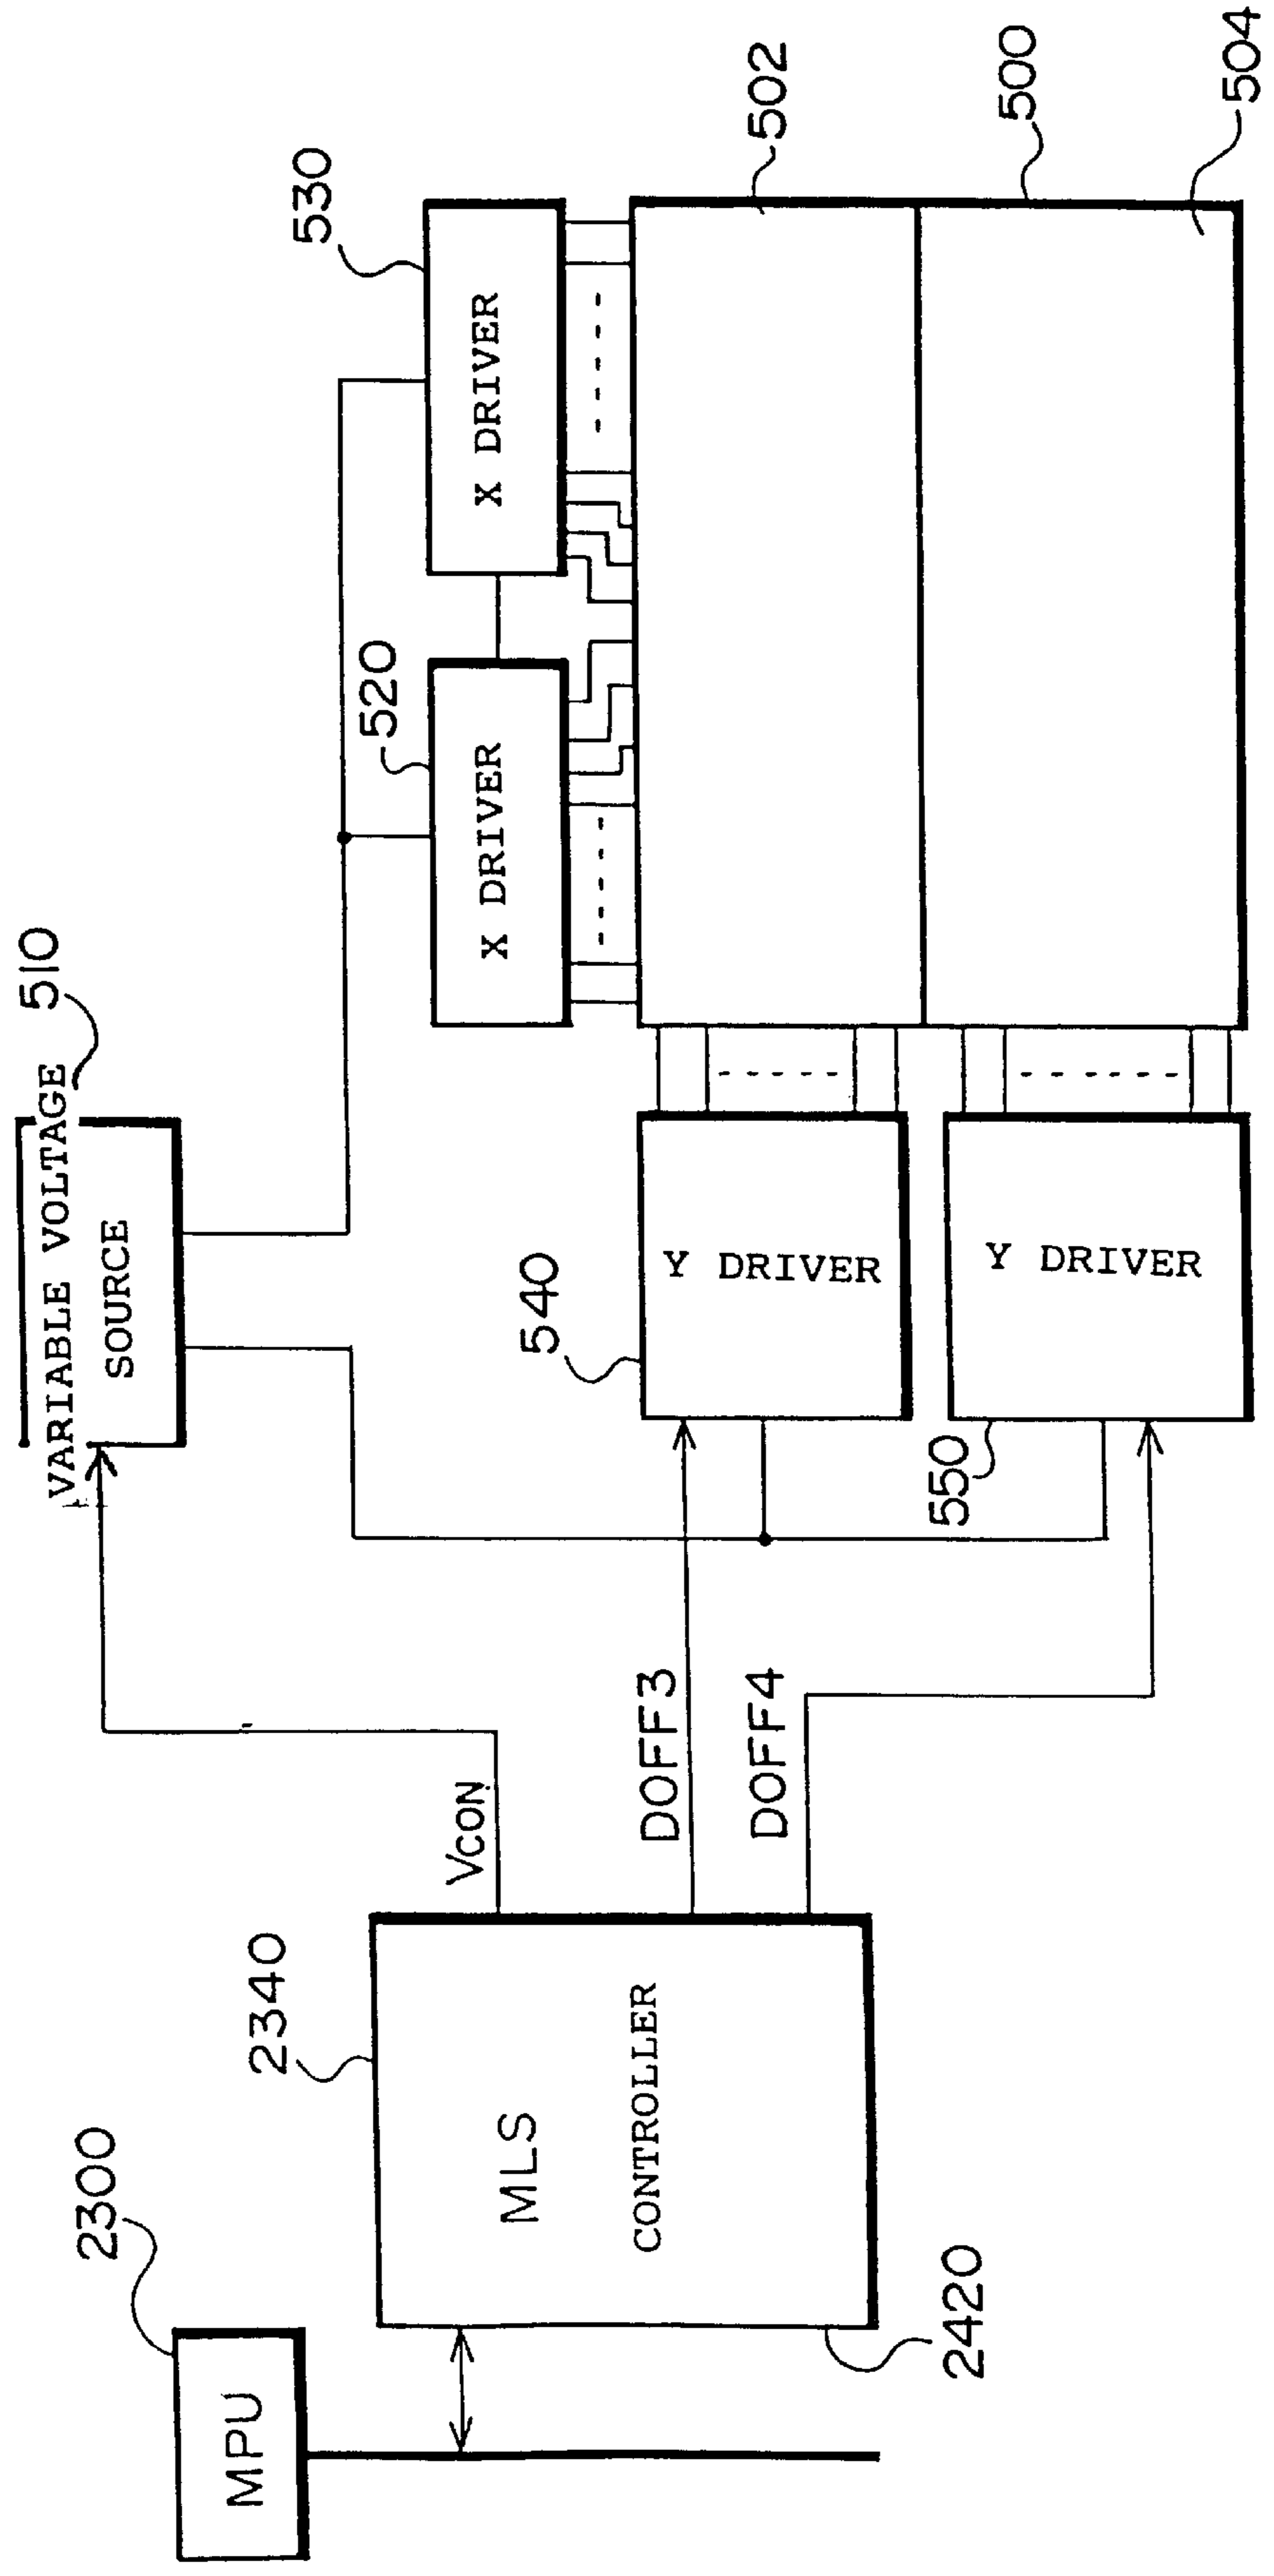 2300
MPU
2340
MLS
CONTROLLER
2420
VCON
DOFF3
DOFF4
VARIABLE VOLTAGE
SOURCE
510
540
Y DRIVER
550
Y DRIVER
520
X DRIVER
530
X DRIVER
502
500
504